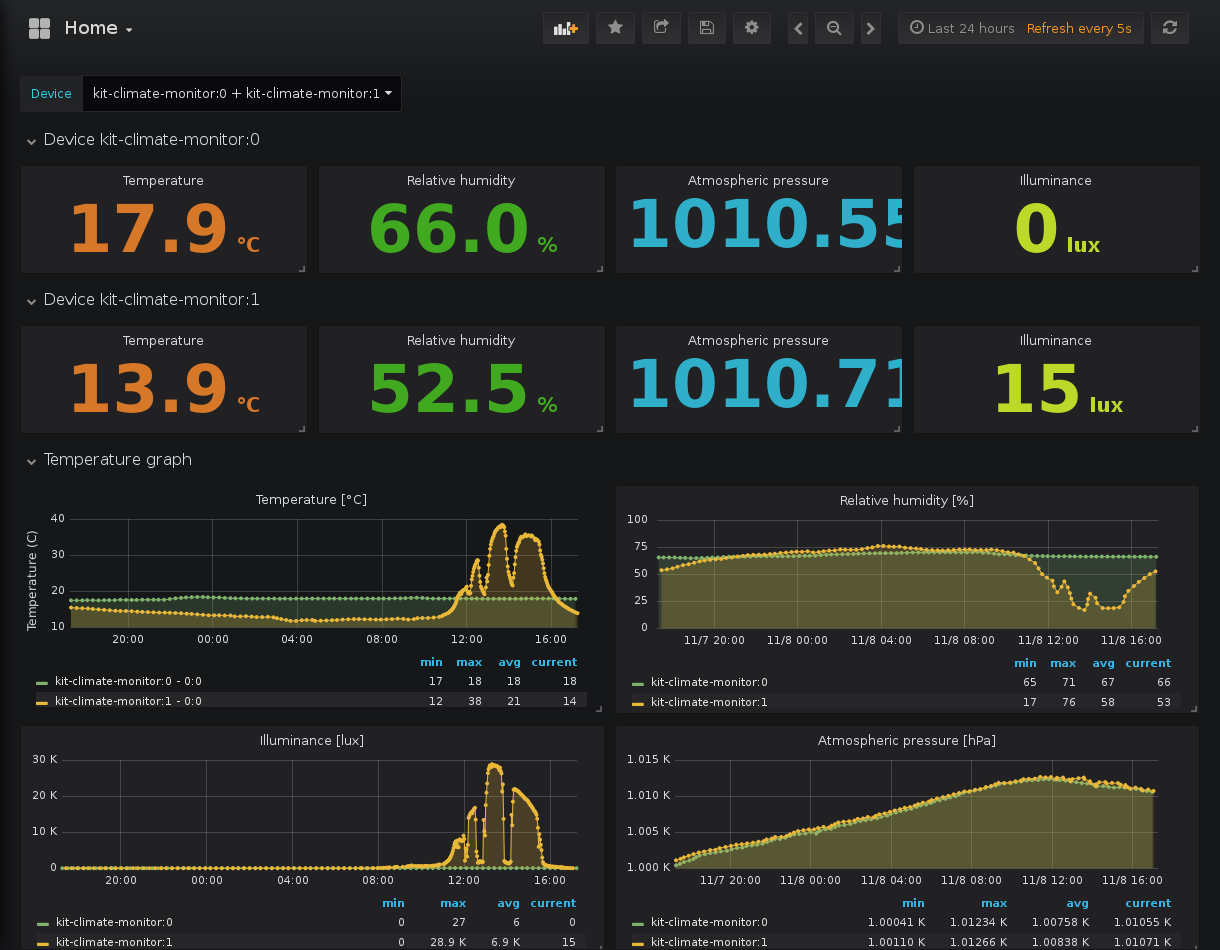 Home
Last 24 hours Refresh every 5s
Device kit-climate-monitor:0 + kit-climate-monitor:1
Device kit-climate-monitor:0
Temperature Relative humidity Atmospheric pressure Illuminance
17.9 °C 66.0 % 1010.55 0 lux
Device kit-climate-monitor:1
Temperature Relative humidity Atmospheric pressure Illuminance
13.9 °C 52.5 % 1010.71 15 lux
Temperature graph
Temperature [°C]
Temperature (C)
40
30
20
10
20:00 00:00 04:00 08:00 12:00 16:00
min max avg current
kit-climate-monitor:0 - 0:0 17 18 18 18
kit-climate-monitor:1 - 0:0 12 38 21 14
Relative humidity [%]
100
75
50
25
0
11/7 20:00 11/8 00:00 11/8 04:00 11/8 08:00 11/8 12:00 11/8 16:00
min max avg current
kit-climate-monitor:0 65 71 67 66
kit-climate-monitor:1 17 76 58 53
Illuminance [lux]
30 K
20 K
10 K
0
20:00 00:00 04:00 08:00 12:00 16:00
min max avg current
kit-climate-monitor:0 0 27 6 0
kit-climate-monitor:1 0 28.9 K 6.9 K 15
Atmospheric pressure [hPa]
1.015 K
1.010 K
1.005 K
1.000 K
11/7 20:00 11/8 00:00 11/8 04:00 11/8 08:00 11/8 12:00 11/8 16:00
min max avg current
kit-climate-monitor:0 1.00041 K 1.01234 K 1.00758 K 1.01055 K
kit-climate-monitor:1 1.00110 K 1.01266 K 1.00838 K 1.01071 K